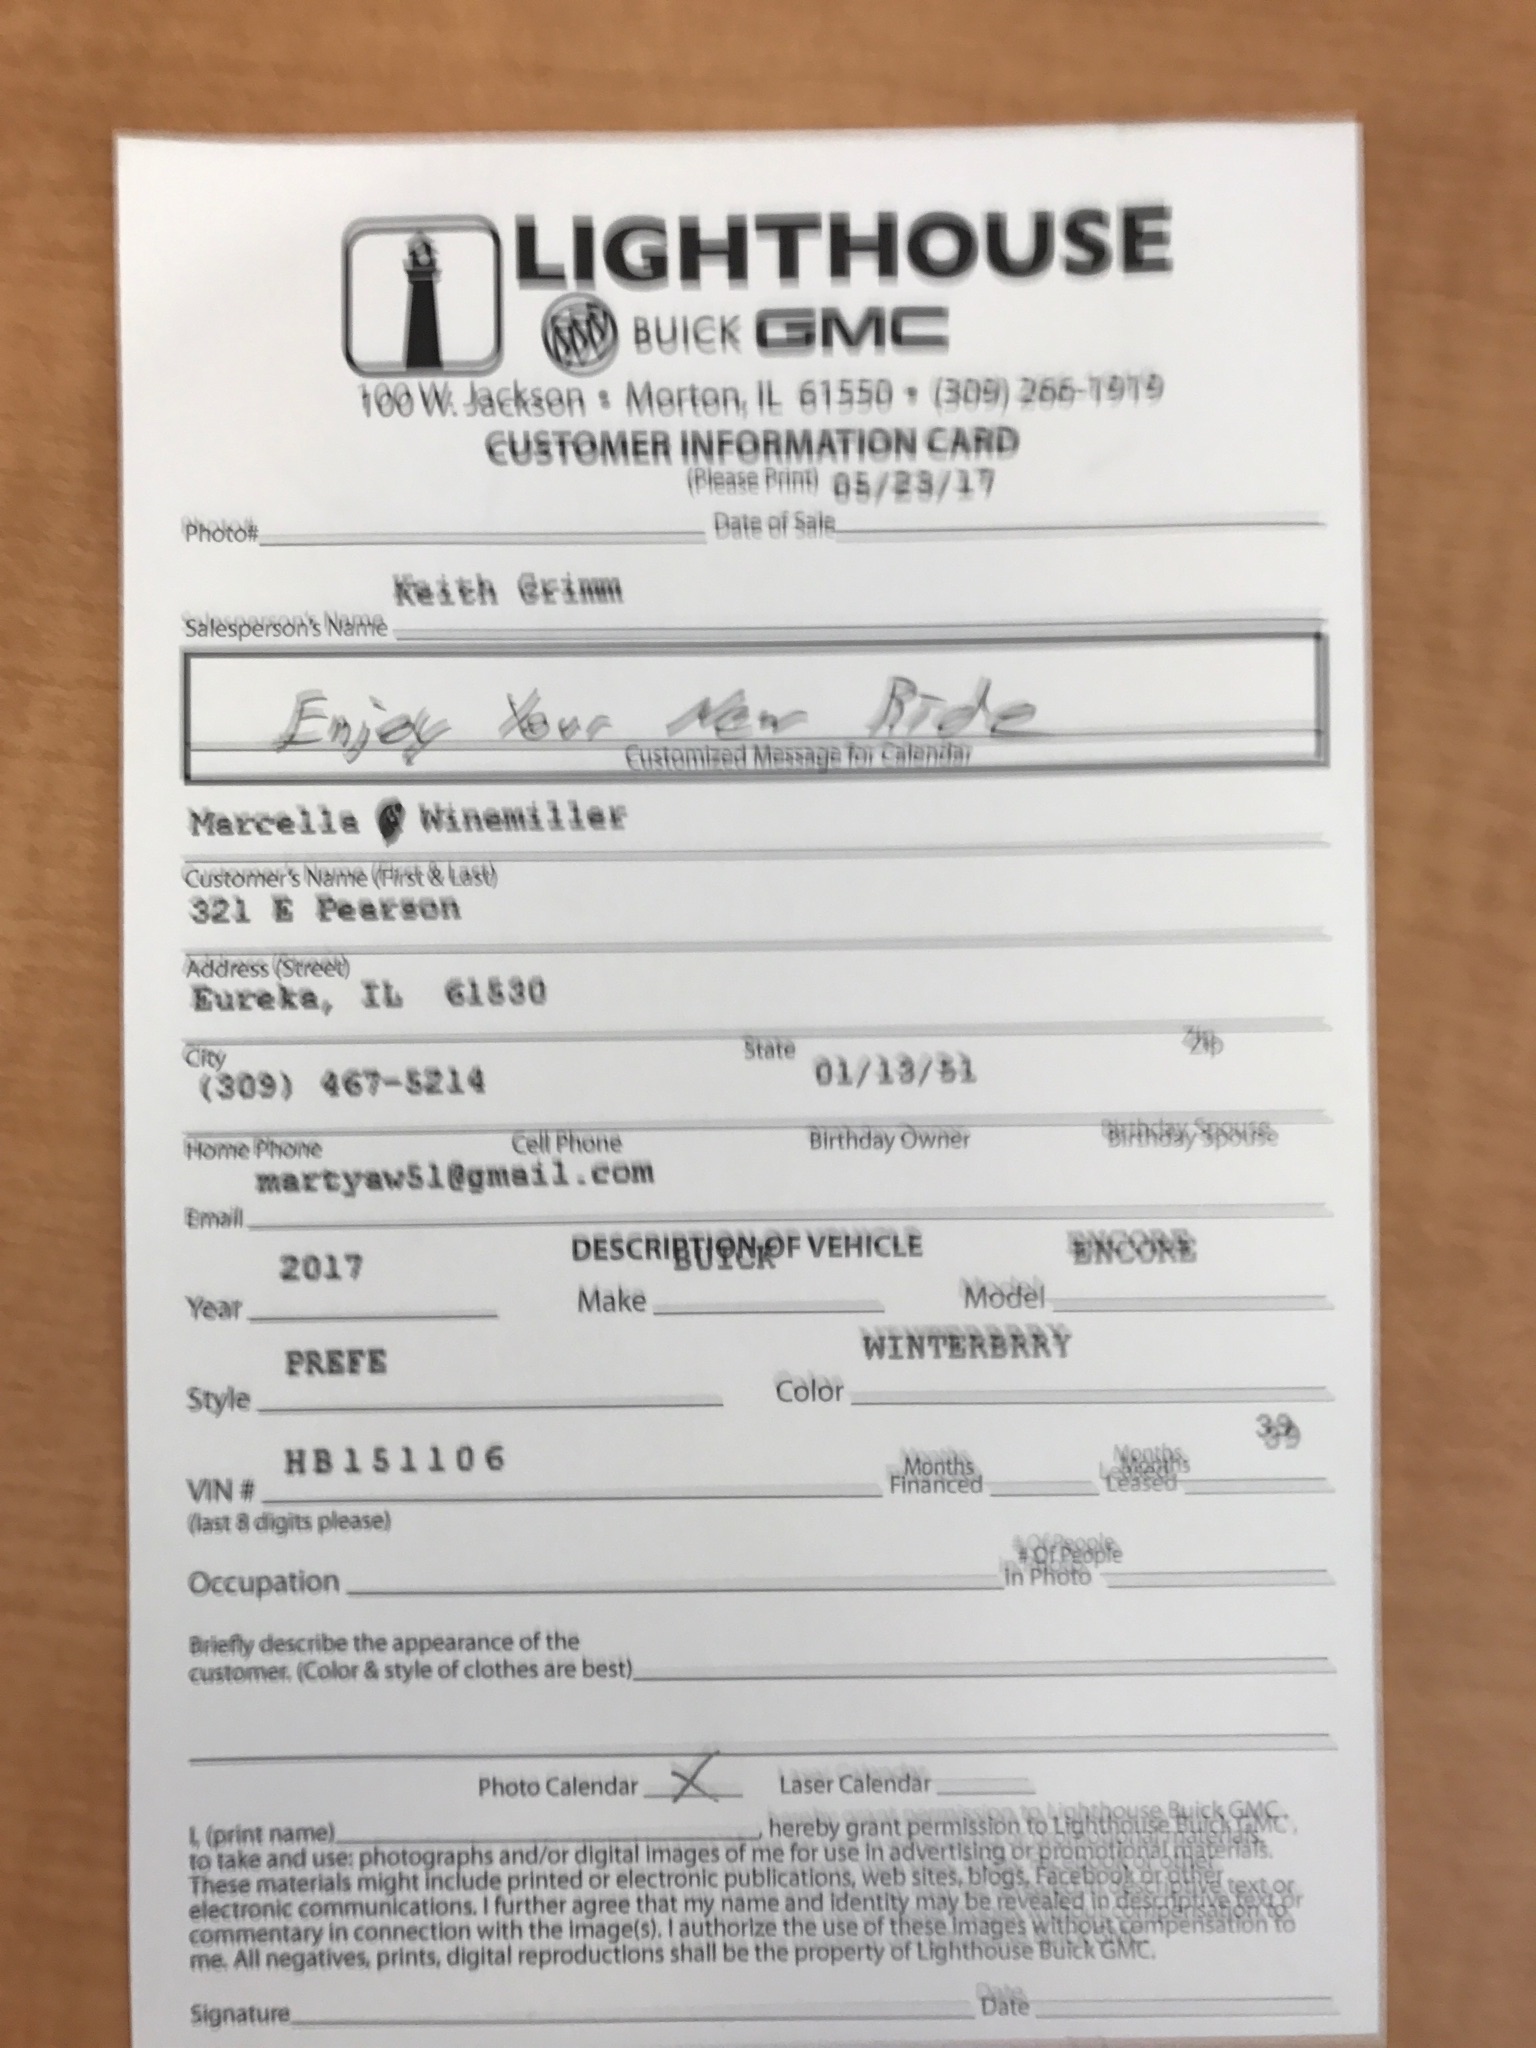 LIGHTHOUSE
BUICK GMC
100 W. Jackson • Morton, IL 61550 • (309) 266-1919
CUSTOMER INFORMATION CARD
(Please Print) 05/23/17
Photo# Date of Sale
Keith Grimm
Salesperson's Name
Enjoy Your New Ride
Customized Message for Calendar
Marcella Winemiller
Customer's Name (First & Last)
321 E Pearson
Address (Street)
Eureka, IL 61530
City State Zip
(309) 467-5214 01/13/51
Home Phone Cell Phone Birthday Owner Birthday Spouse
martyaw51@gmail.com
Email
DESCRIPTION OF VEHICLE
2017 BUICK ENCORE
Year Make Model
PREFE WINTERBRRY
Style Color
HB151106 39
VIN # Months Financed Months Leased
(last 8 digits please)
Occupation # Of People In Photo
Briefly describe the appearance of the
customer. (Color & style of clothes are best)
Photo Calendar X Laser Calendar
I, (print name) , hereby grant permission to Lighthouse Buick GMC,
to take and use: photographs and/or digital images of me for use in advertising or promotional materials.
These materials might include printed or electronic publications, web sites, blogs, Facebook or other
electronic communications. I further agree that my name and identity may be revealed in descriptive text or
commentary in connection with the image(s). I authorize the use of these images without compensation to
me. All negatives, prints, digital reproductions shall be the property of Lighthouse Buick GMC.
Signature Date